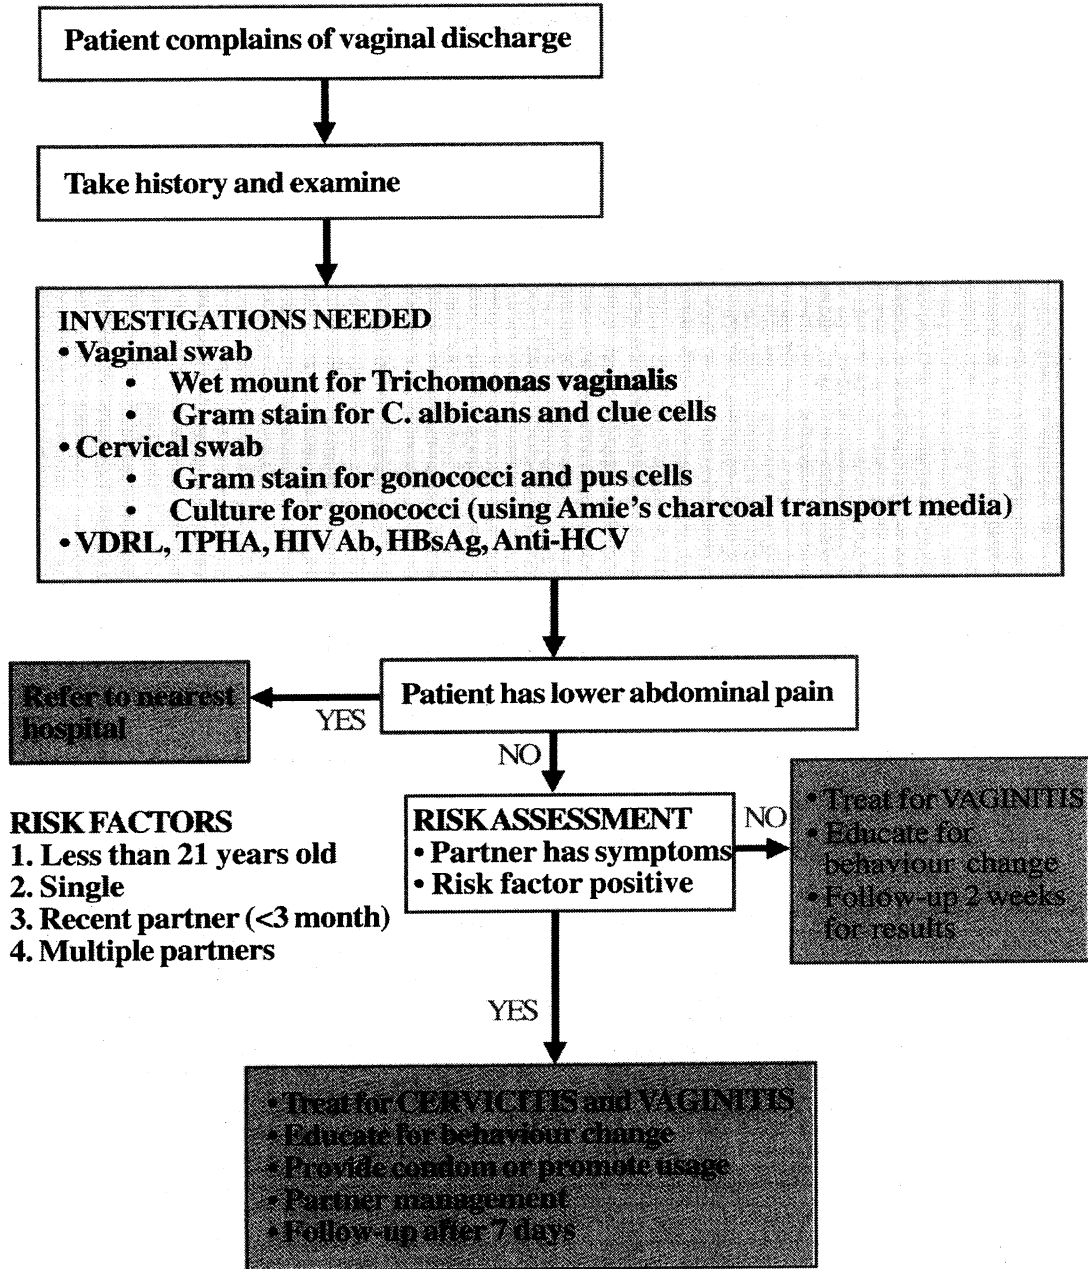 Patient complains of vaginal discharge
Take history and examine
INVESTIGATIONS NEEDED
• Vaginal swab
• Wet mount for Trichomonas vaginalis
• Gram stain for C. albicans and clue cells
• Cervical swab
• Gram stain for gonococci and pus cells
• Culture for gonococci (using Amie's charcoal transport media)
• VDRL, TPHA, HIV Ab, HBsAg, Anti-HCV
Patient has lower abdominal pain
YES
Refer to nearest
hospital
NO
RISK FACTORS
1. Less than 21 years old
2. Single
3. Recent partner (<3 month)
4. Multiple partners
RISK ASSESSMENT
• Partner has symptoms
• Risk factor positive
NO
• Treat for VAGINITIS
• Educate for
behaviour change
• Follow-up 2 weeks
for results
YES
• Treat for CERVICITIS and VAGINITIS
• Educate for behaviour change
• Provide condom or promote usage
• Partner management
• Follow-up after 7 days